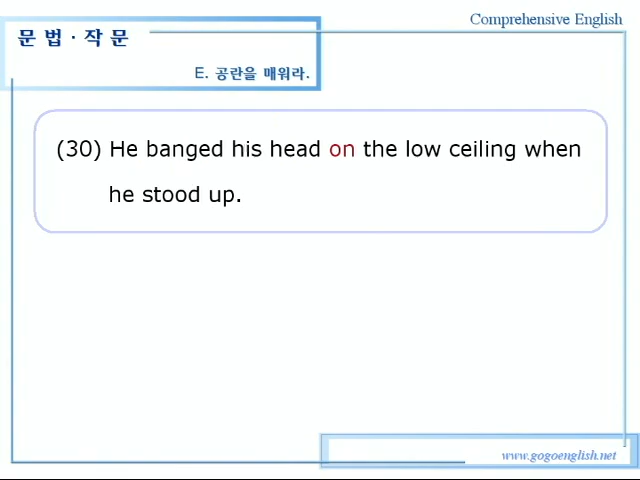 Comprehensive English
문 법 · 작 문
E. 공란을 매워라.
(30) He banged his head on the low ceiling when
he stood up.
www.gogoenglish.net